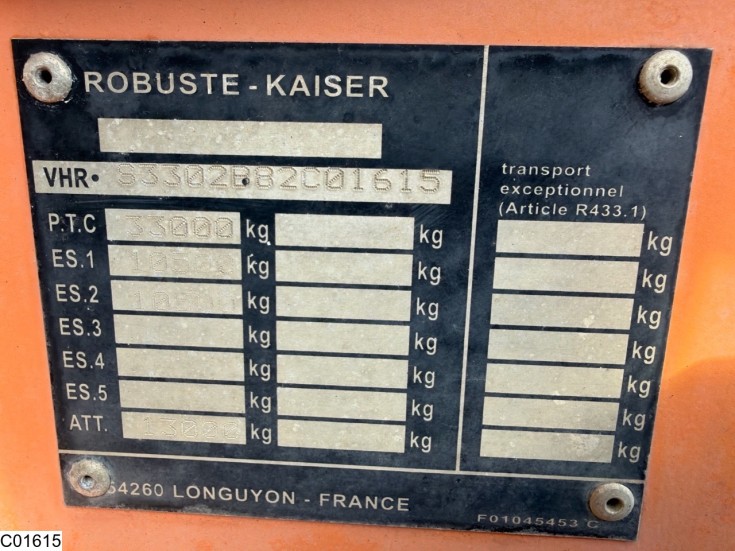 ROBUSTE - KAISER
VHR• S3302B82C01615
P.T.C 33000 kg kg
ES.1 kg kg
ES.2 kg kg
ES.3 kg kg
ES.4 kg kg
ES.5 kg kg
ATT. kg kg
transport
exceptionnel
(Article R433.1)
kg
kg
kg
kg
kg
kg
kg
54260 LONGUYON - FRANCE
F01045453 C
C01615